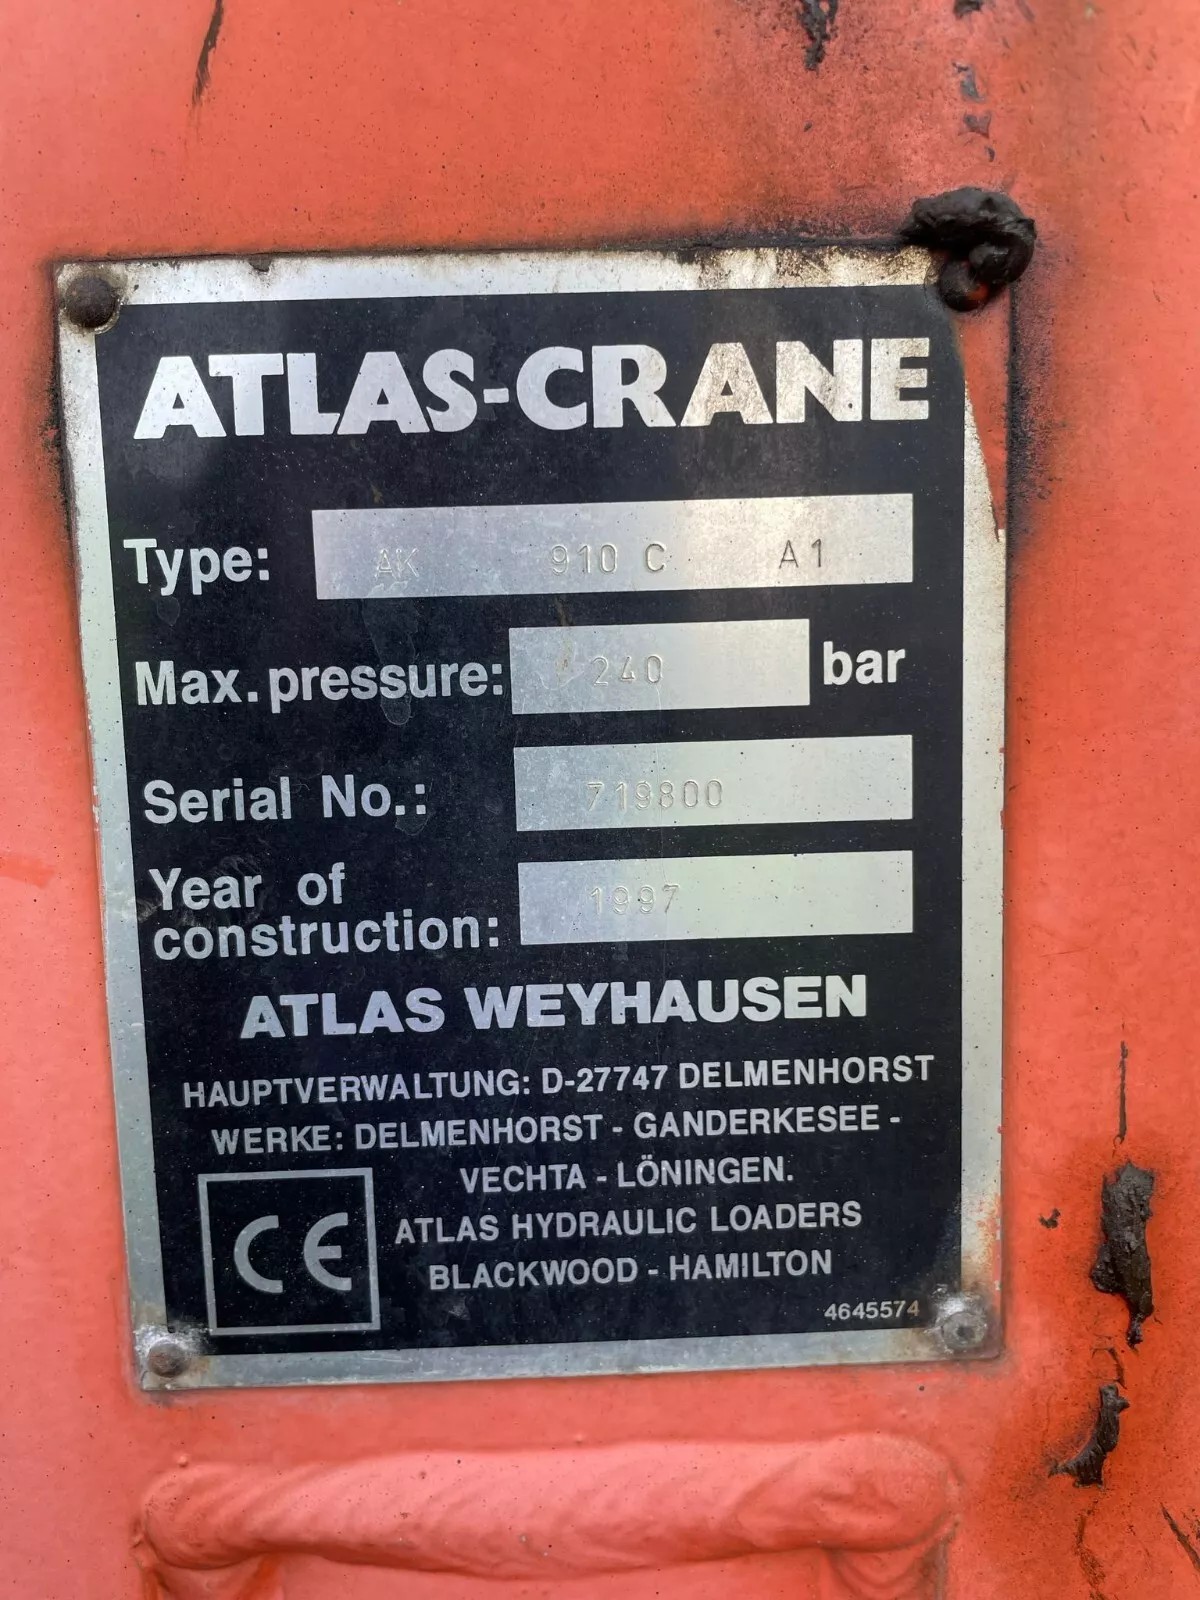 ATLAS-CRANE
Type: AK 910 C A1
Max. pressure: 240 bar
Serial No.: 719800
Year of
construction: 1997
ATLAS WEYHAUSEN
HAUPTVERWALTUNG: D-27747 DELMENHORST
WERKE: DELMENHORST - GANDERKESEE -
VECHTA - LÖNINGEN.
ATLAS HYDRAULIC LOADERS
BLACKWOOD - HAMILTON
CE
4645574